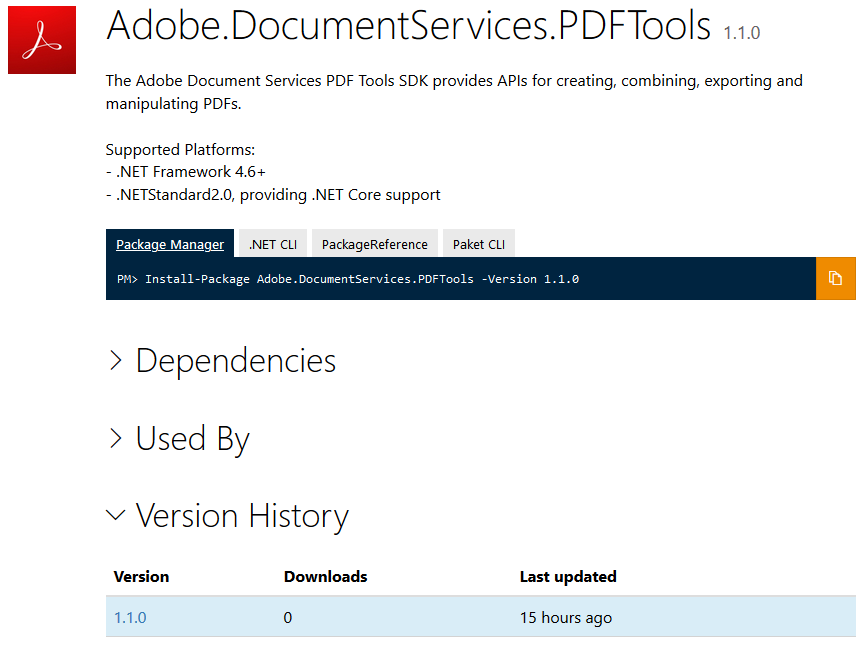 Adobe.DocumentServices.PDFTools 1.1.0
The Adobe Document Services PDF Tools SDK provides APIs for creating, combining, exporting and
manipulating PDFs.
Supported Platforms:
- .NET Framework 4.6+
- .NETStandard2.0, providing .NET Core support
Package Manager .NET CLI PackageReference Paket CLI
PM> Install-Package Adobe.DocumentServices.PDFTools -Version 1.1.0
Dependencies
Used By
Version History
Version Downloads Last updated
1.1.0 0 15 hours ago